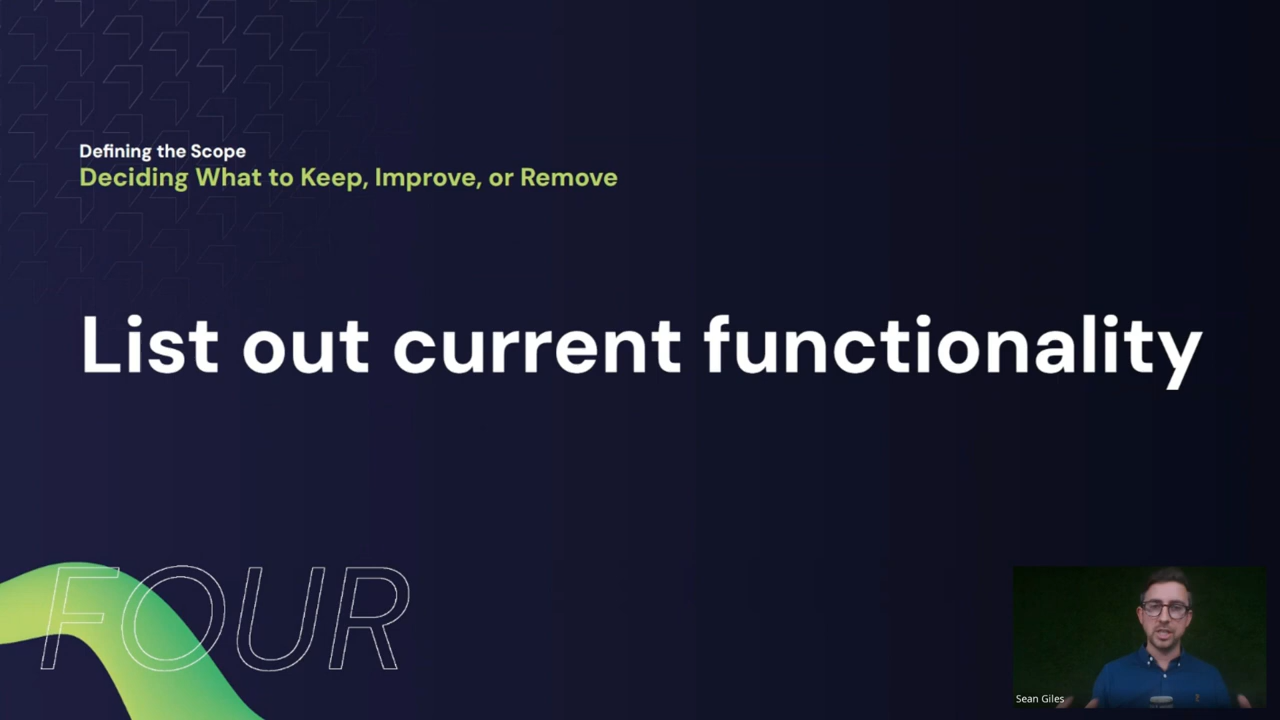 Defining the Scope
Deciding What to Keep, Improve, or Remove
List out current functionality
FOUR
Sean Giles